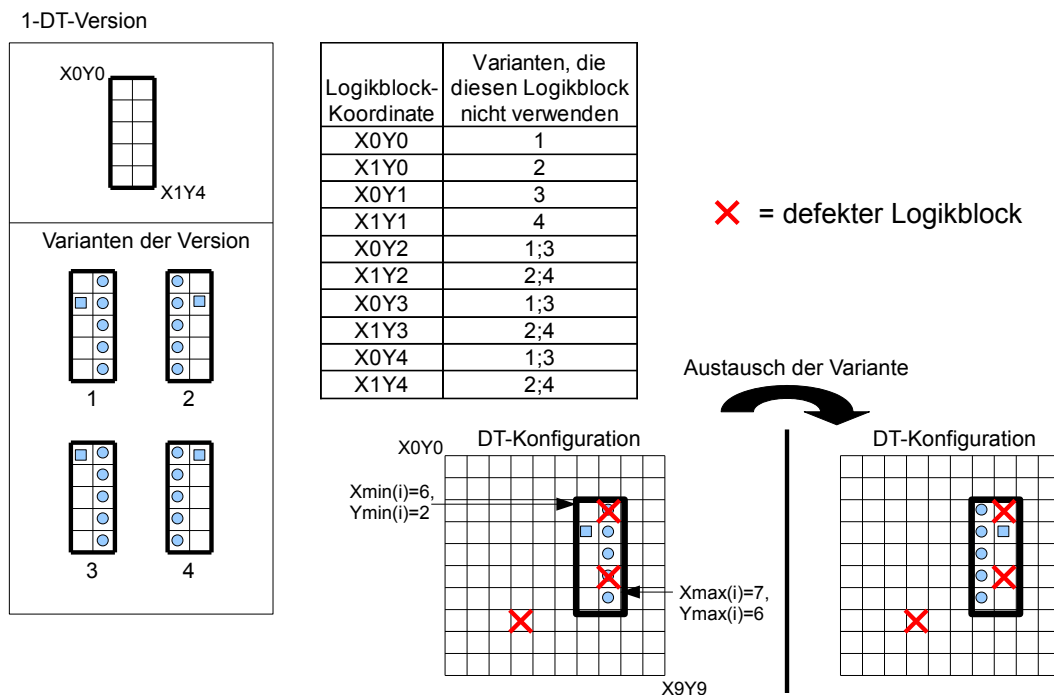 1-DT-Version
X0Y0
X1Y4
Varianten der Version
1
2
3
4
Logikblock-
Koordinate
Varianten, die
diesen Logikblock
nicht verwenden
X0Y0 1
X1Y0 2
X0Y1 3
X1Y1 4
X0Y2 1;3
X1Y2 2;4
X0Y3 1;3
X1Y3 2;4
X0Y4 1;3
X1Y4 2;4
= defekter Logikblock
Austausch der Variante
DT-Konfiguration
X0Y0
Xmin(i)=6,
Ymin(i)=2
Xmax(i)=7,
Ymax(i)=6
X9Y9
DT-Konfiguration